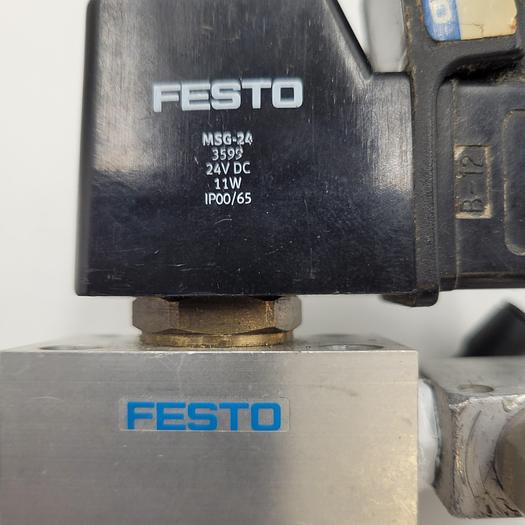 FESTO
MSG-24
3599
24V DC
11W
IP00/65
B-12
FESTO